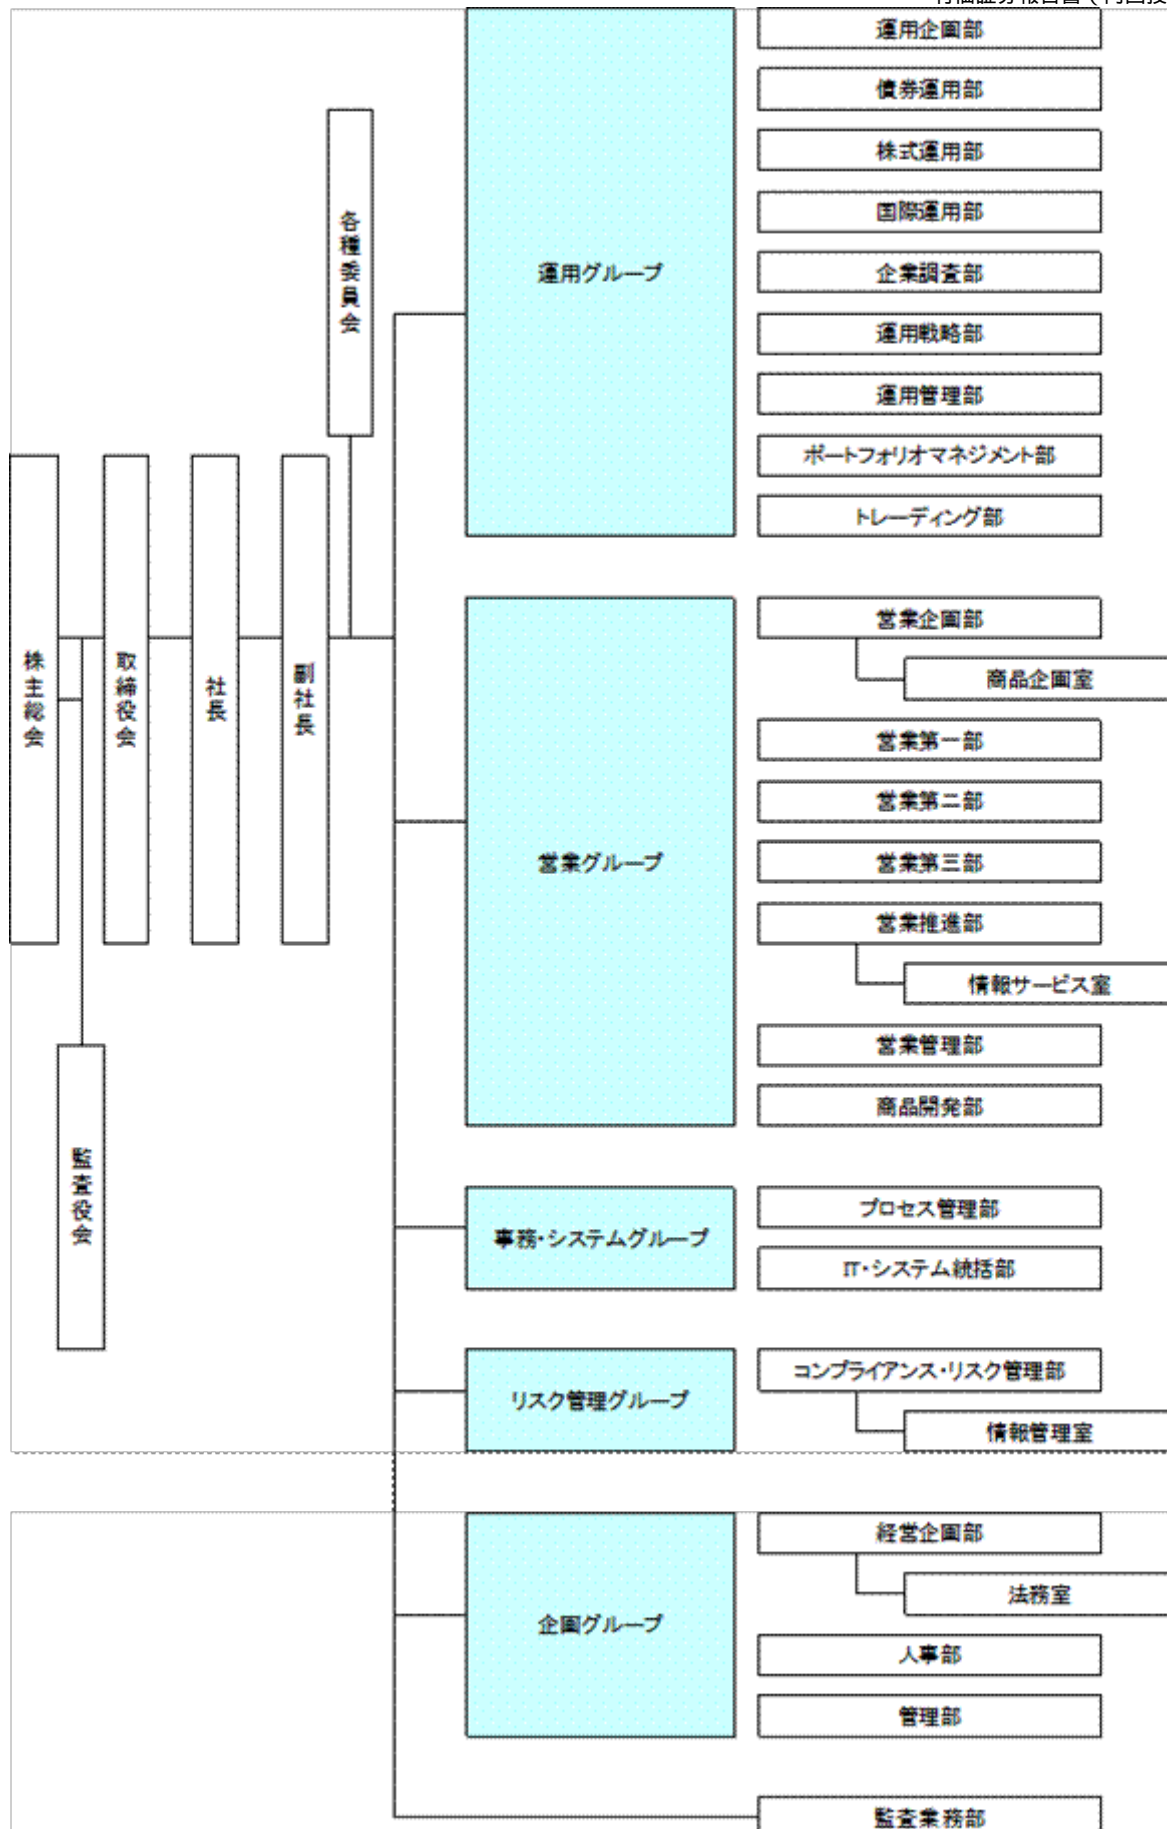 運用企画部
債券運用部
株式運用部
国際運用部
企業調査部
運用戦略部
運用管理部
ポートフォリオマネジメント部
トレーディング部
運用グループ
各種委員会
株主総会
取締役会
社長
副社長
監査役会
営業グループ
営業企画部
商品企画室
営業第一部
営業第二部
営業第三部
営業推進部
情報サービス室
営業管理部
商品開発部
事務・システムグループ
プロセス管理部
IT・システム統括部
リスク管理グループ
コンプライアンス・リスク管理部
情報管理室
企画グループ
経営企画部
法務室
人事部
管理部
監査業務部